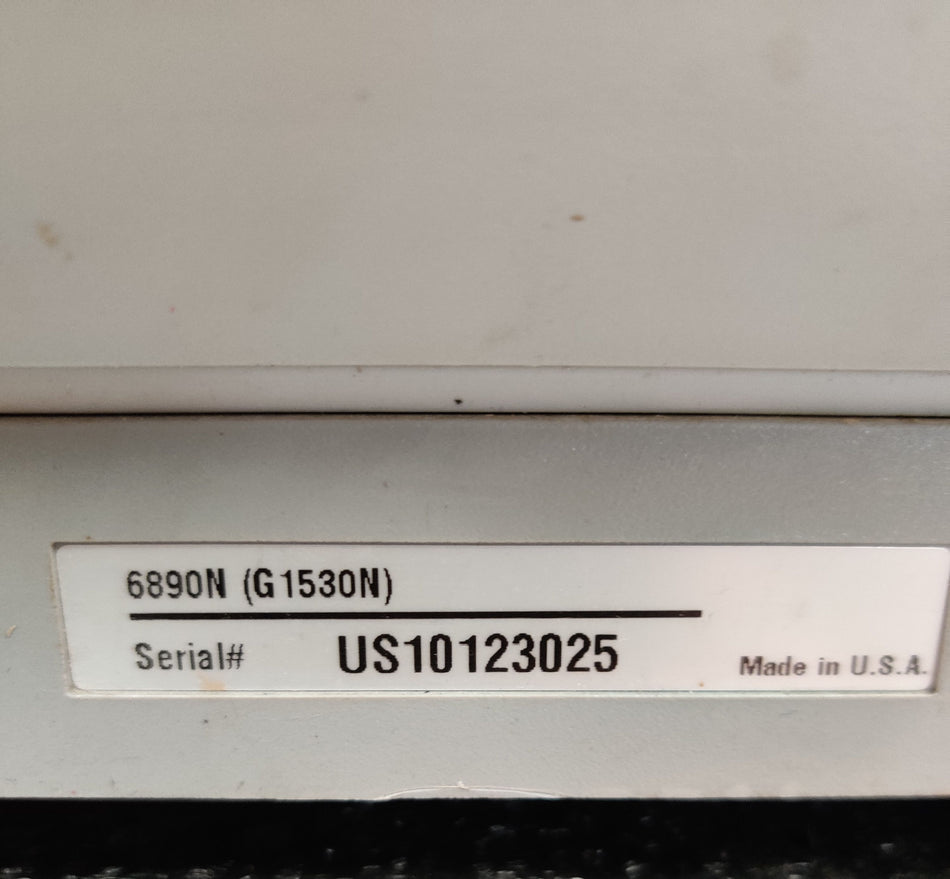 6890N (G1530N)
Serial# US10123025
Made in U.S.A.